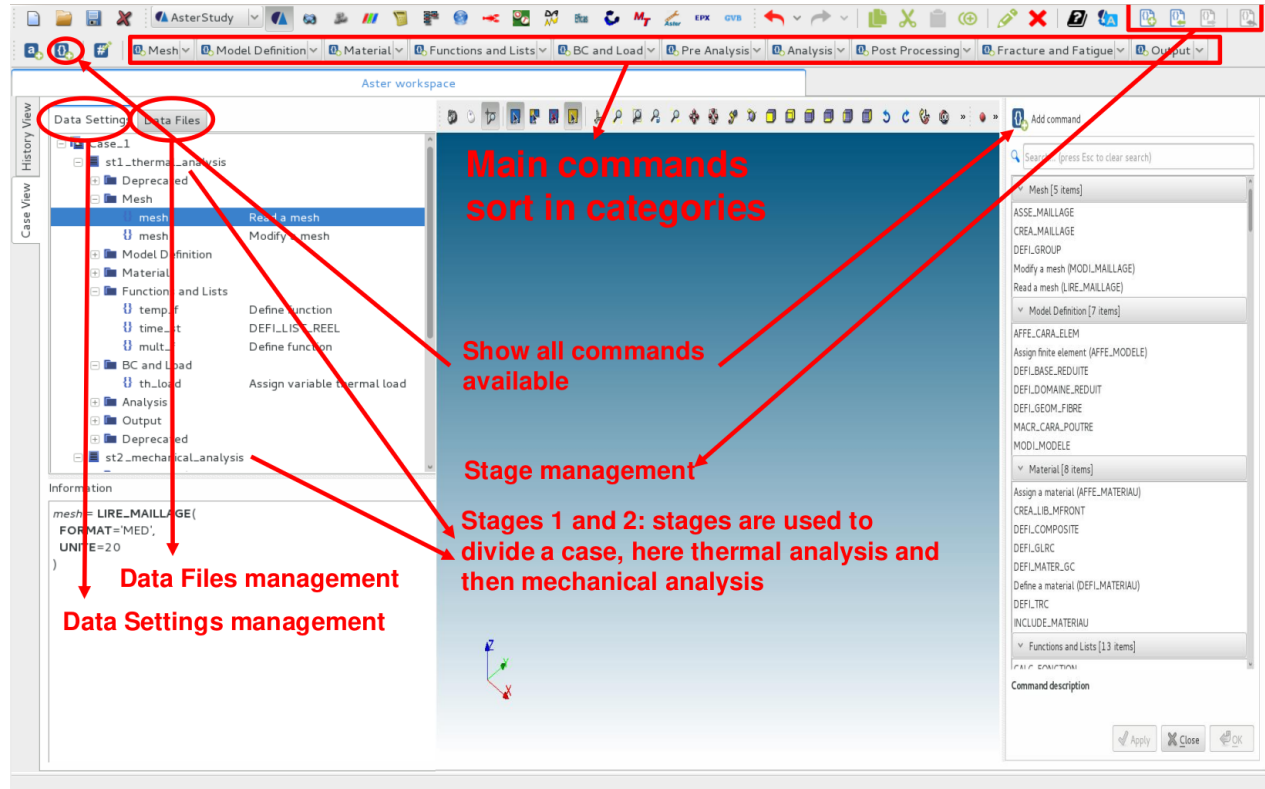 AsterStudy
EPX
GVB
Mesh
Model Definition
Material
Functions and Lists
BC and Load
Pre Analysis
Analysis
Post Processing
Fracture and Fatigue
Output
Aster workspace
History View
Case View
Data Settings
Data Files
Case_1
st1_thermal_analysis
Deprecated
Mesh
mesh Read a mesh
mesh Modify a mesh
Model Definition
Material
Functions and Lists
temp_f Define function
time_st DEFI_LIST_REEL
mult_f Define function
BC and Load
th_load Assign variable thermal load
Analysis
Output
Deprecated
st2_mechanical_analysis
Information
mesh = LIRE_MAILLAGE(
FORMAT='MED',
UNITE=20
)
Data Files management
Data Settings management
Main commands
sort in categories
Show all commands
available
Stage management
Stages 1 and 2: stages are used to
divide a case, here thermal analysis and
then mechanical analysis
Z
Y
X
Add command
Search... (press Esc to clear search)
Mesh [5 items]
ASSE_MAILLAGE
CREA_MAILLAGE
DEFI_GROUP
Modify a mesh (MODI_MAILLAGE)
Read a mesh (LIRE_MAILLAGE)
Model Definition [7 items]
AFFE_CARA_ELEM
Assign finite element (AFFE_MODELE)
DEFI_BASE_REDUITE
DEFI_DOMAINE_REDUIT
DEFI_GEOM_FIBRE
MACR_CARA_POUTRE
MODI_MODELE
Material [8 items]
Assign a material (AFFE_MATERIAU)
CREA_LIB_MFRONT
DEFI_COMPOSITE
DEFI_GLRC
DEFI_MATER_GC
Define a material (DEFI_MATERIAU)
DEFI_TRC
INCLUDE_MATERIAU
Functions and Lists [13 items]
CALC_FONCTION
Command description
Apply
Close
OK